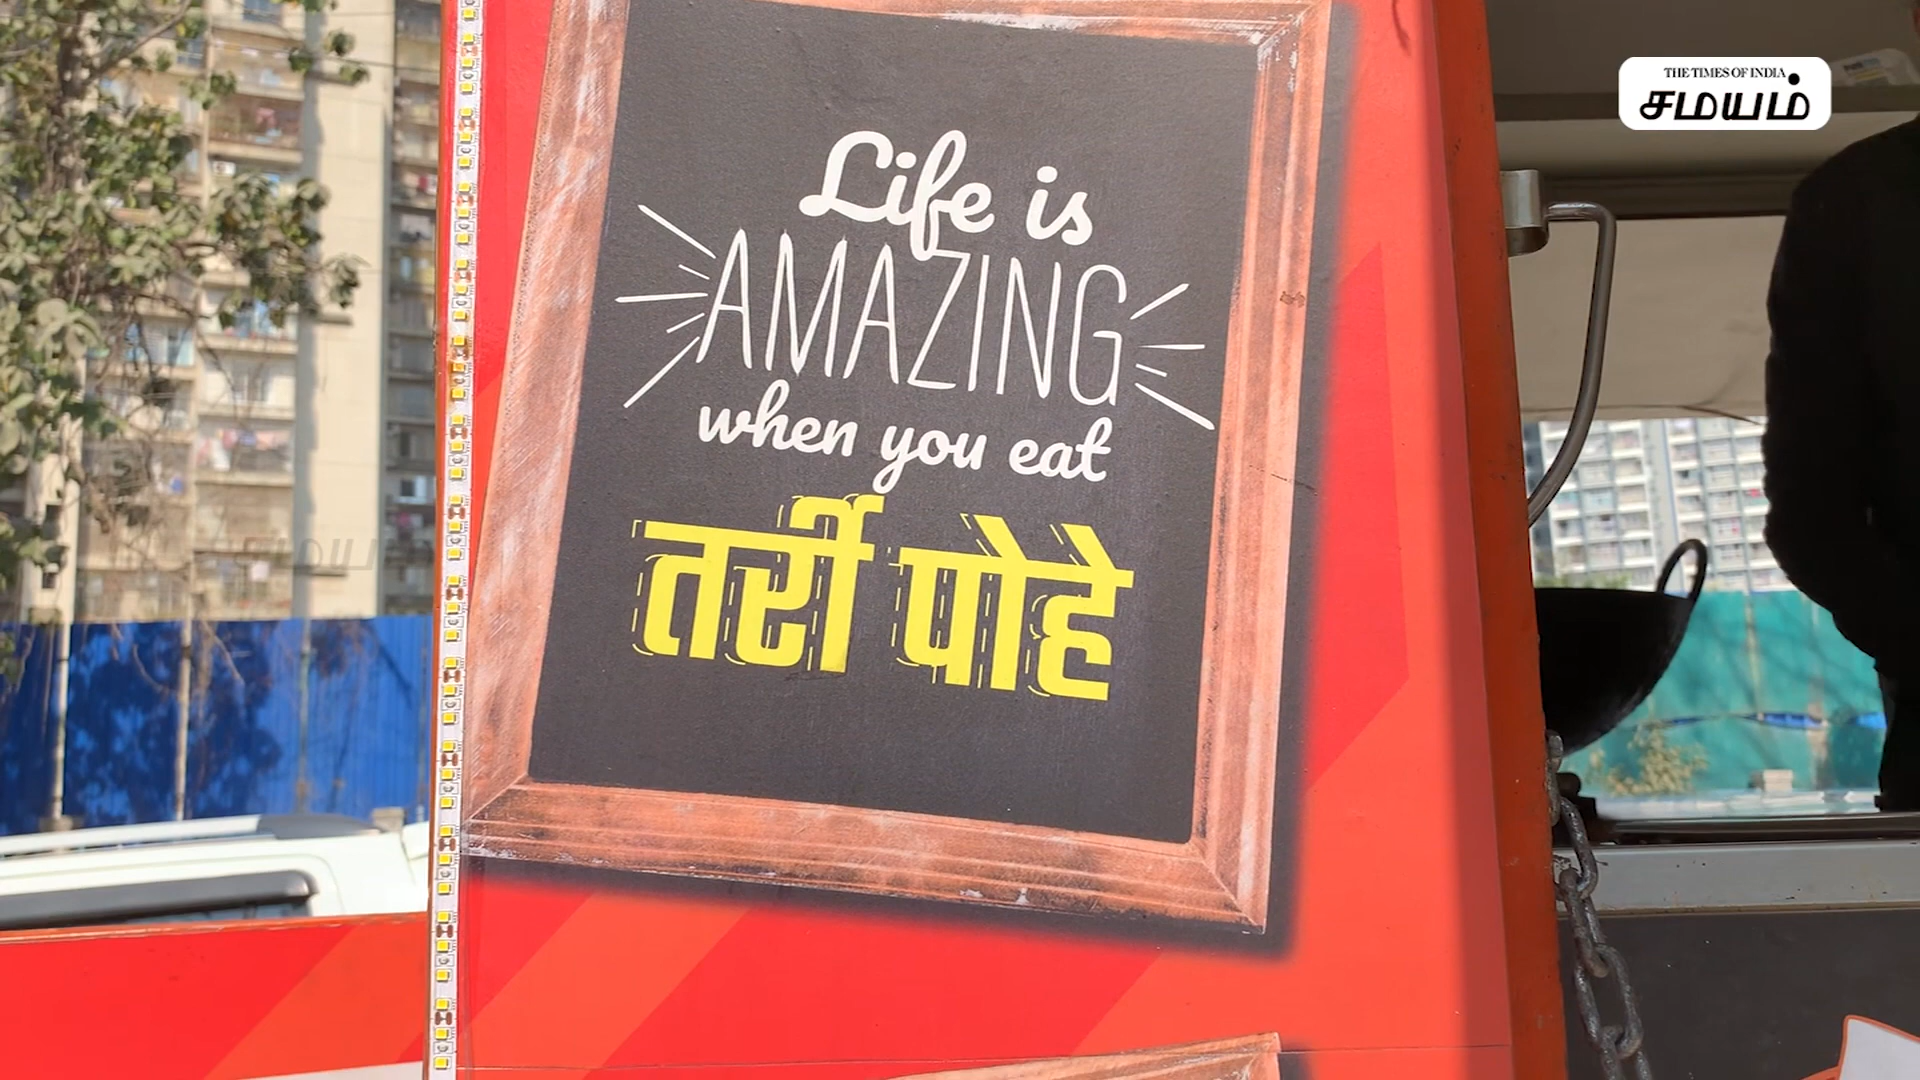 THE TIMES OF INDIA
சமயம்
Life is
AMAZING
when you eat
तर्री पोहे